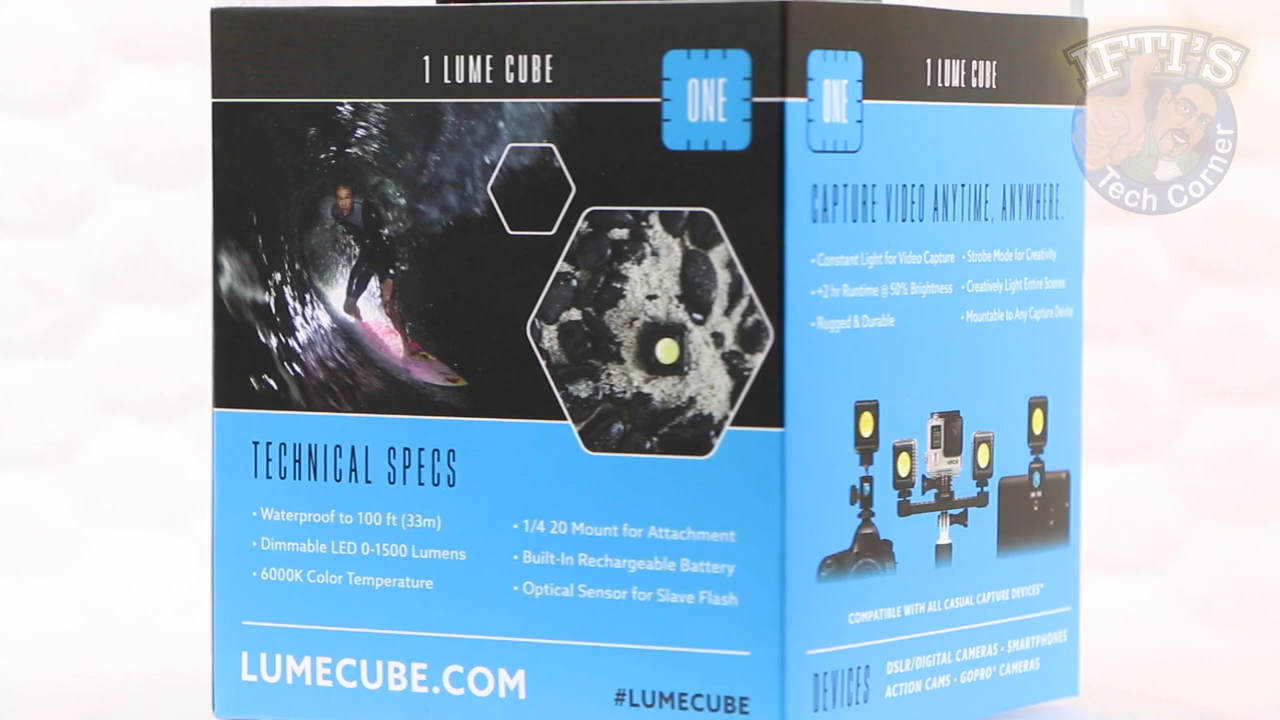 1 LUME CUBE
ONE
TECHNICAL SPECS
• Waterproof to 100 ft (33m)
• Dimmable LED 0-1500 Lumens
• 6000K Color Temperature
• 1/4 20 Mount for Attachment
• Built-In Rechargeable Battery
• Optical Sensor for Slave Flash
LUMECUBE.COM
#LUMECUBE
ONE
1 LUME CUBE
CAPTURE VIDEO ANYTIME, ANYWHERE.
• Constant Light for Video Capture
• +2 hr Runtime @ 50% Brightness
• Rugged & Durable
• Strobe Mode for Creativity
• Creatively Light Entire Scenes
• Mountable to Any Capture Device
COMPATIBLE WITH ALL CASUAL CAPTURE DEVICES™
DEVICES
DSLR/DIGITAL CAMERAS • SMARTPHONES
ACTION CAMS • GOPRO® CAMERAS
IFTI'S
Tech Corner